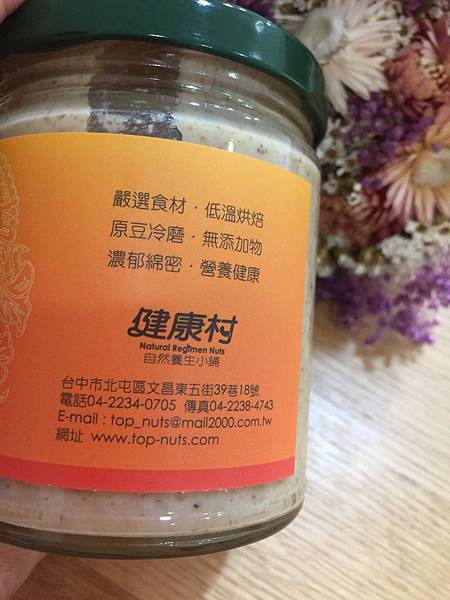 嚴選食材・低溫烘焙
原豆冷磨・無添加物
濃郁綿密・營養健康
健康村
Natural Regimen Nuts
自然養生小鋪
台中市北屯區文昌東五街39巷18號
電話04-2234-0705 傳真04-2238-4743
E-mail : top_nuts@mail2000.com.tw
網址 www.top-nuts.com